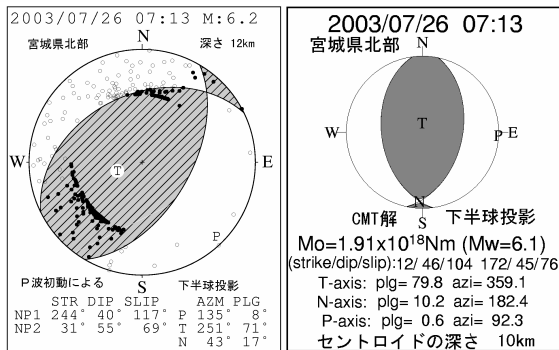 2003/07/26 07:13 M:6.2
宮城県北部 深さ 12km
N
W
T
E
P
S
P波初動による 下半球投影
STR DIP SLIP AZM PLG
NP1 244° 40° 117° P 135° 8°
NP2 31° 55° 69° T 251° 71°
N 43° 17°
2003/07/26 07:13
宮城県北部
N
W
T
P
E
N
S
CMT解 下半球投影
Mo=1.91x10¹⁸Nm (Mw=6.1)
(strike/dip/slip): 12/ 46/104 172/ 45/76
T-axis: plg= 79.8 azi= 359.1
N-axis: plg= 10.2 azi= 182.4
P-axis: plg= 0.6 azi= 92.3
セントロイドの深さ 10km